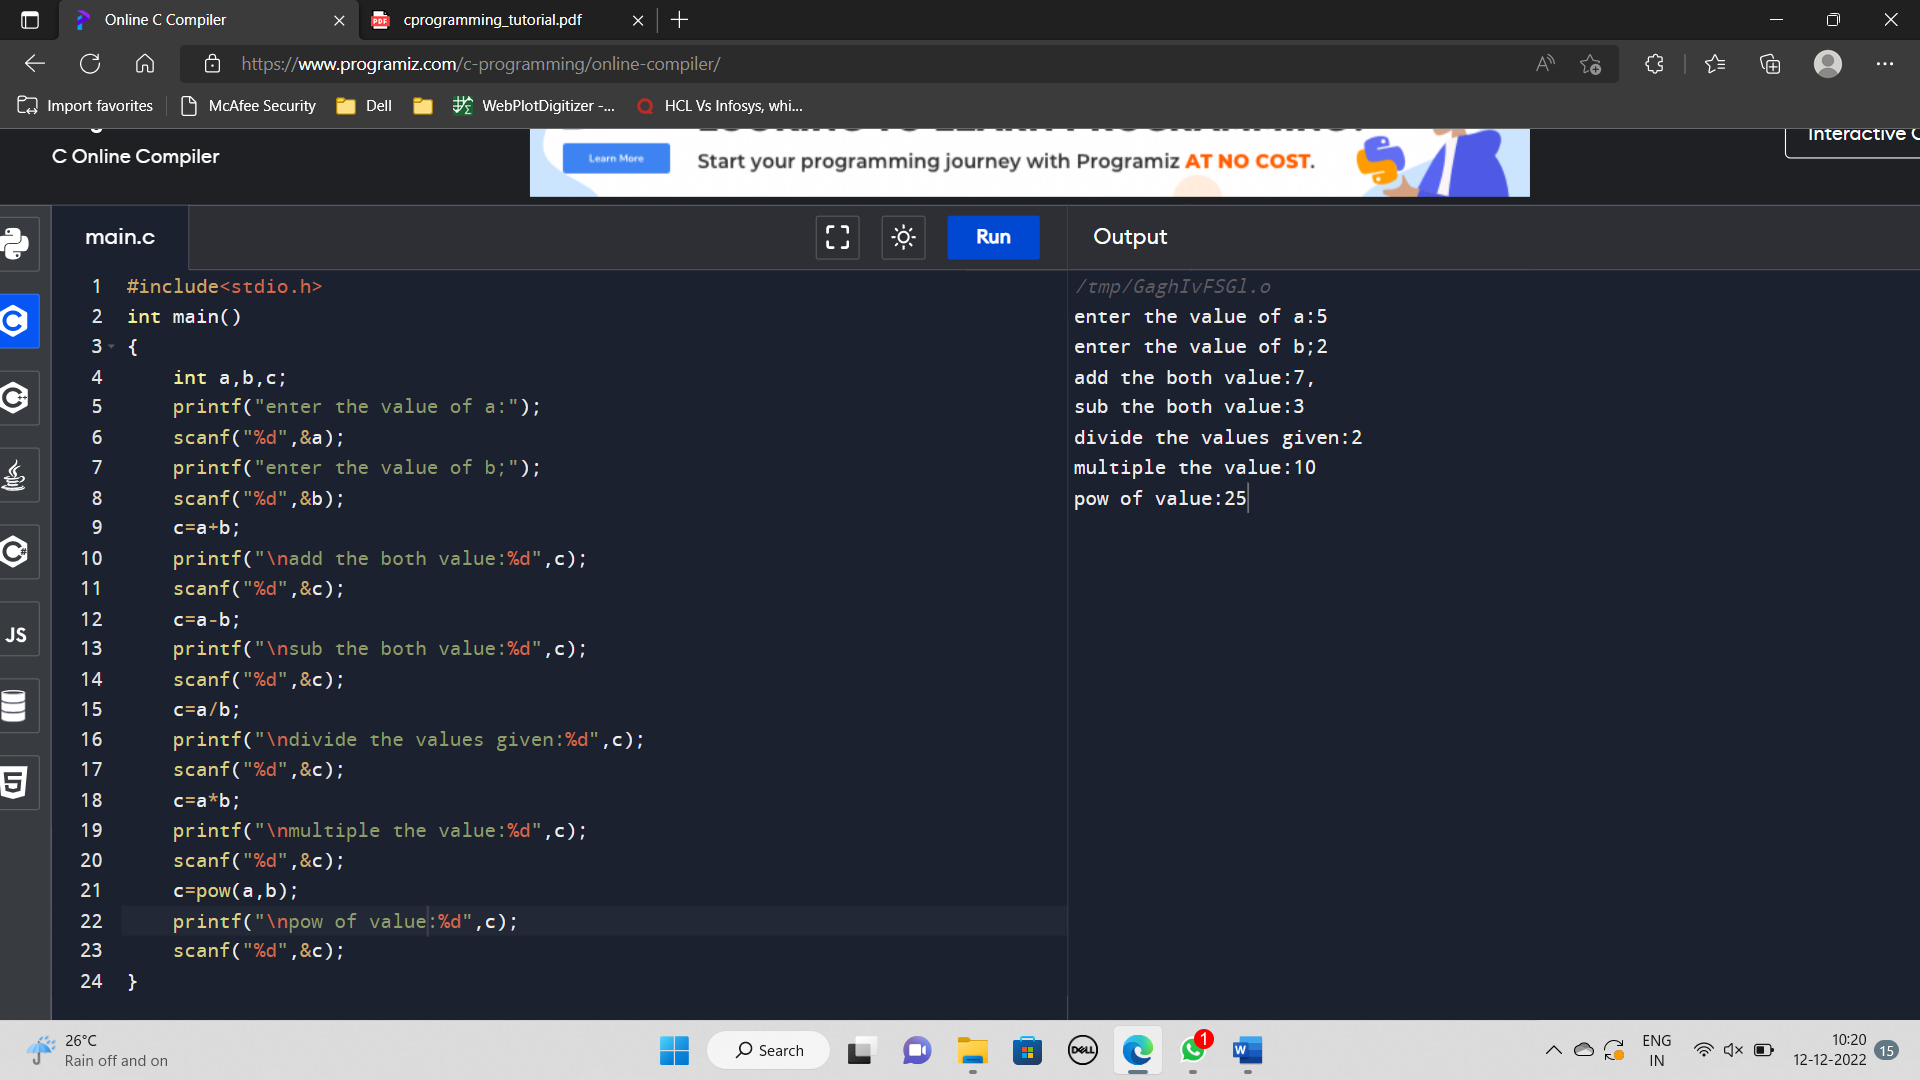 Online C Compiler
cprogramming_tutorial.pdf
https://www.programiz.com/c-programming/online-compiler/
Import favorites
McAfee Security
Dell
WebPlotDigitizer -...
HCL Vs Infosys, whi...
C Online Compiler
Learn More
Start your programming journey with Programiz AT NO COST.
Interactive C
main.c
Run
Output
1 #include<stdio.h>
2 int main()
3 {
4 int a,b,c;
5 printf("enter the value of a:");
6 scanf("%d",&a);
7 printf("enter the value of b;");
8 scanf("%d",&b);
9 c=a+b;
10 printf("\nadd the both value:%d",c);
11 scanf("%d",&c);
12 c=a-b;
13 printf("\nsub the both value:%d",c);
14 scanf("%d",&c);
15 c=a/b;
16 printf("\ndivide the values given:%d",c);
17 scanf("%d",&c);
18 c=a*b;
19 printf("\nmultiple the value:%d",c);
20 scanf("%d",&c);
21 c=pow(a,b);
22 printf("\npow of value:%d",c);
23 scanf("%d",&c);
24 }
/tmp/GaghIvFSGl.o
enter the value of a:5
enter the value of b;2
add the both value:7,
sub the both value:3
divide the values given:2
multiple the value:10
pow of value:25
JS
26°C
Rain off and on
Search
DELL
1
W
ENG
IN
10:20
12-12-2022
15